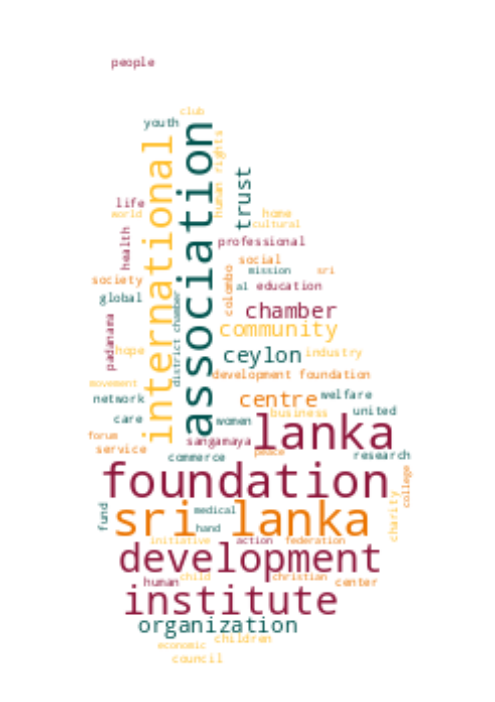 people
club
youth
international
association
human rights
trust
life
world
home
cultural
health
professional
social
mission
sri
society
colombo
al
education
global
district chamber
chamber
padanama
community
hope
ceylon
industry
movement
development foundation
network
centre
welfare
business
united
care
women
lanka
forum
sangamaya
service
peace
commerce
research
foundation
college
fund
sri lanka
medical
charity
hand
initiative
action
federation
development
human
child
christian
center
institute
organization
children
economic
council